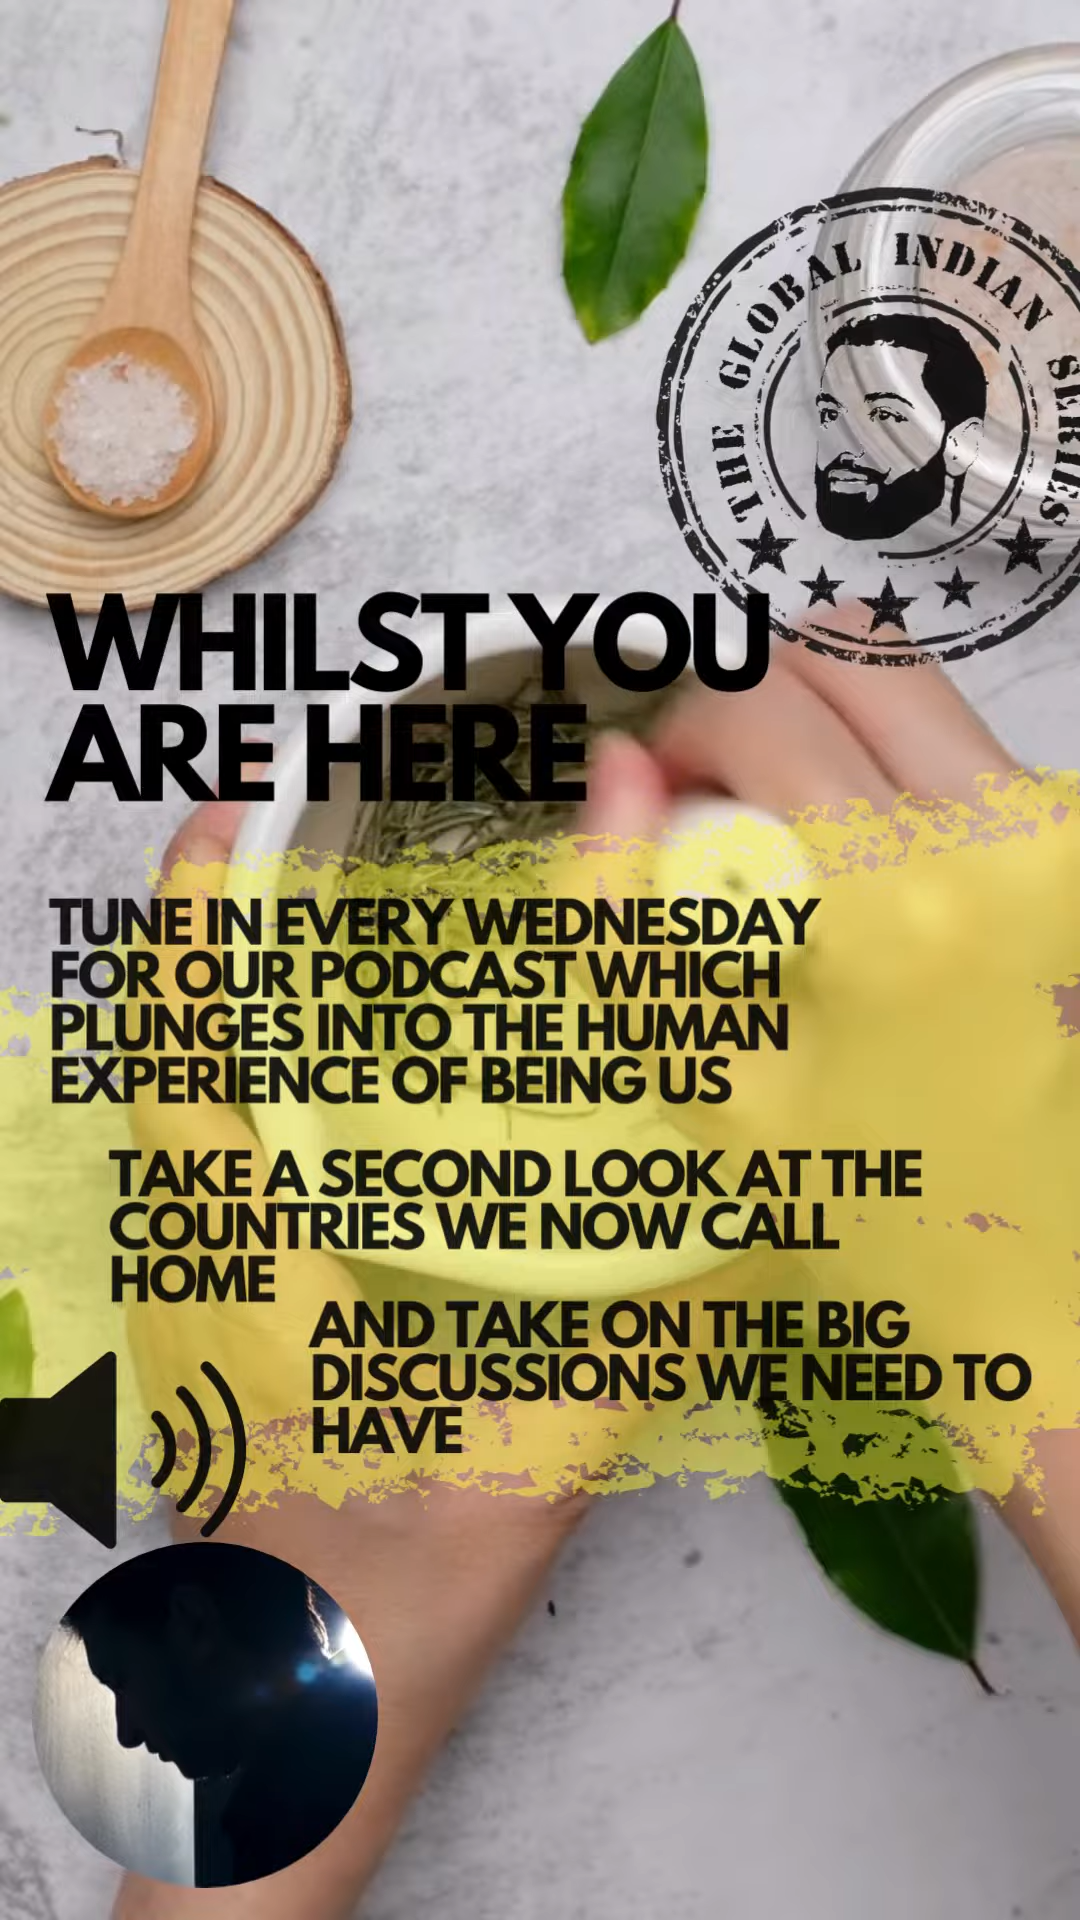 THE GLOBAL INDIAN SERIES
WHILST YOU
ARE HERE
TUNE IN EVERY WEDNESDAY
FOR OUR PODCAST WHICH
PLUNGES INTO THE HUMAN
EXPERIENCE OF BEING US
TAKE A SECOND LOOK AT THE
COUNTRIES WE NOW CALL
HOME
AND TAKE ON THE BIG
DISCUSSIONS WE NEED TO
HAVE